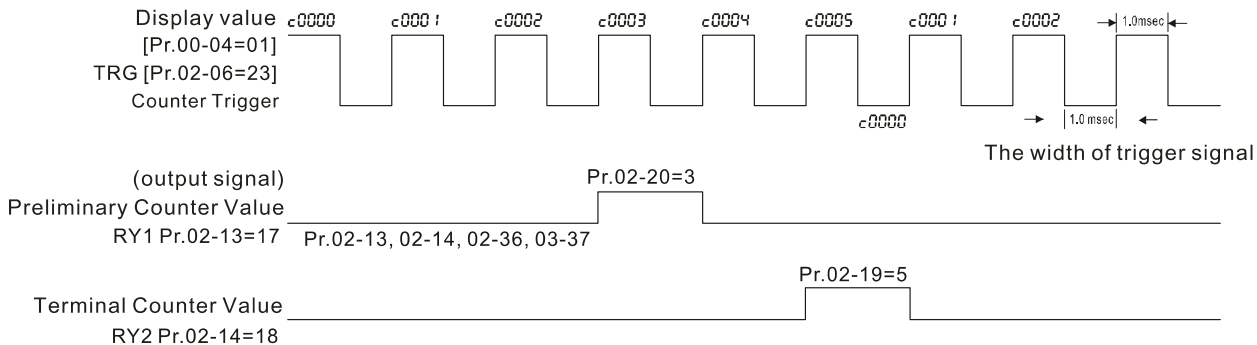 Display value
c0000 c0001 c0002 c0003 c0004 c0005 c0001 c0002 1.0msec
[Pr.00-04=01]
TRG [Pr.02-06=23]
Counter Trigger
c0000
1.0 msec
The width of trigger signal
(output signal)
Pr.02-20=3
Preliminary Counter Value
RY1 Pr.02-13=17
Pr.02-13, 02-14, 02-36, 03-37
Pr.02-19=5
Terminal Counter Value
RY2 Pr.02-14=18